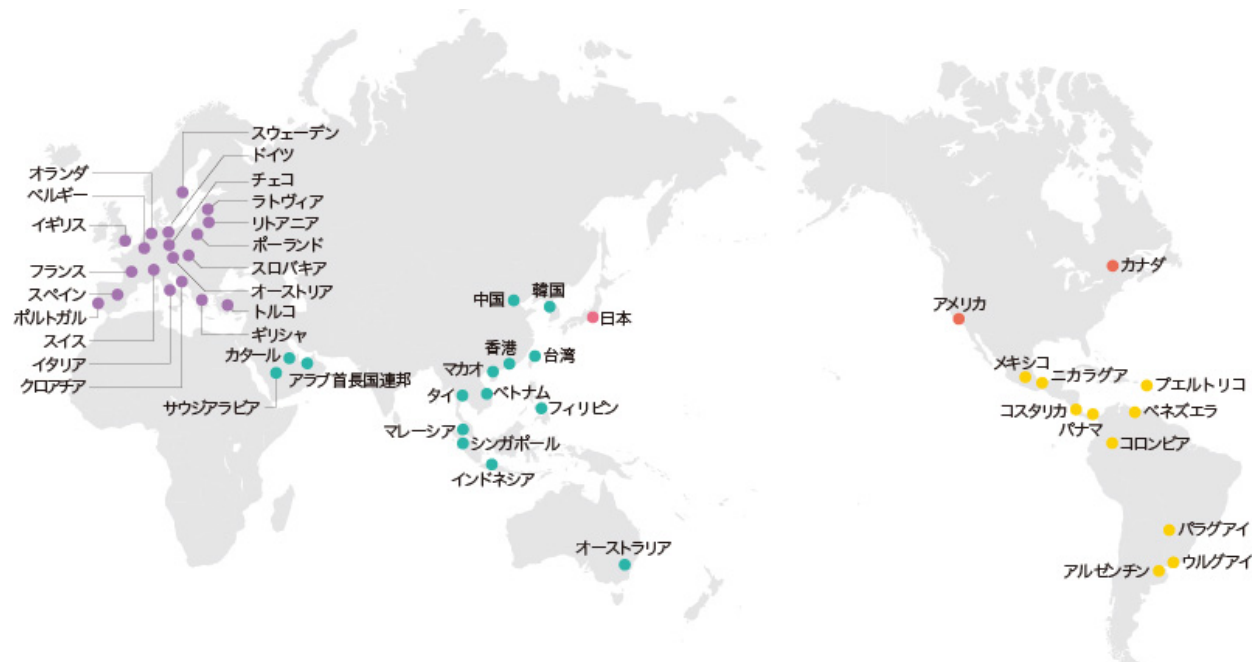 スウェーデン
ドイツ
チェコ
ラトヴィア
リトアニア
ポーランド
スロバキア
オーストリア
トルコ
ギリシャ
オランダ
ベルギー
イギリス
フランス
スペイン
ポルトガル
スイス
イタリア
クロアチア
カタール
アラブ首長国連邦
サウジアラビア
中国
韓国
日本
香港
台湾
マカオ
タイ
ベトナム
フィリピン
マレーシア
シンガポール
インドネシア
オーストラリア
カナダ
アメリカ
メキシコ
ニカラグア
プエルトリコ
コスタリカ
パナマ
ベネズエラ
コロンビア
パラグアイ
ウルグアイ
アルゼンチン